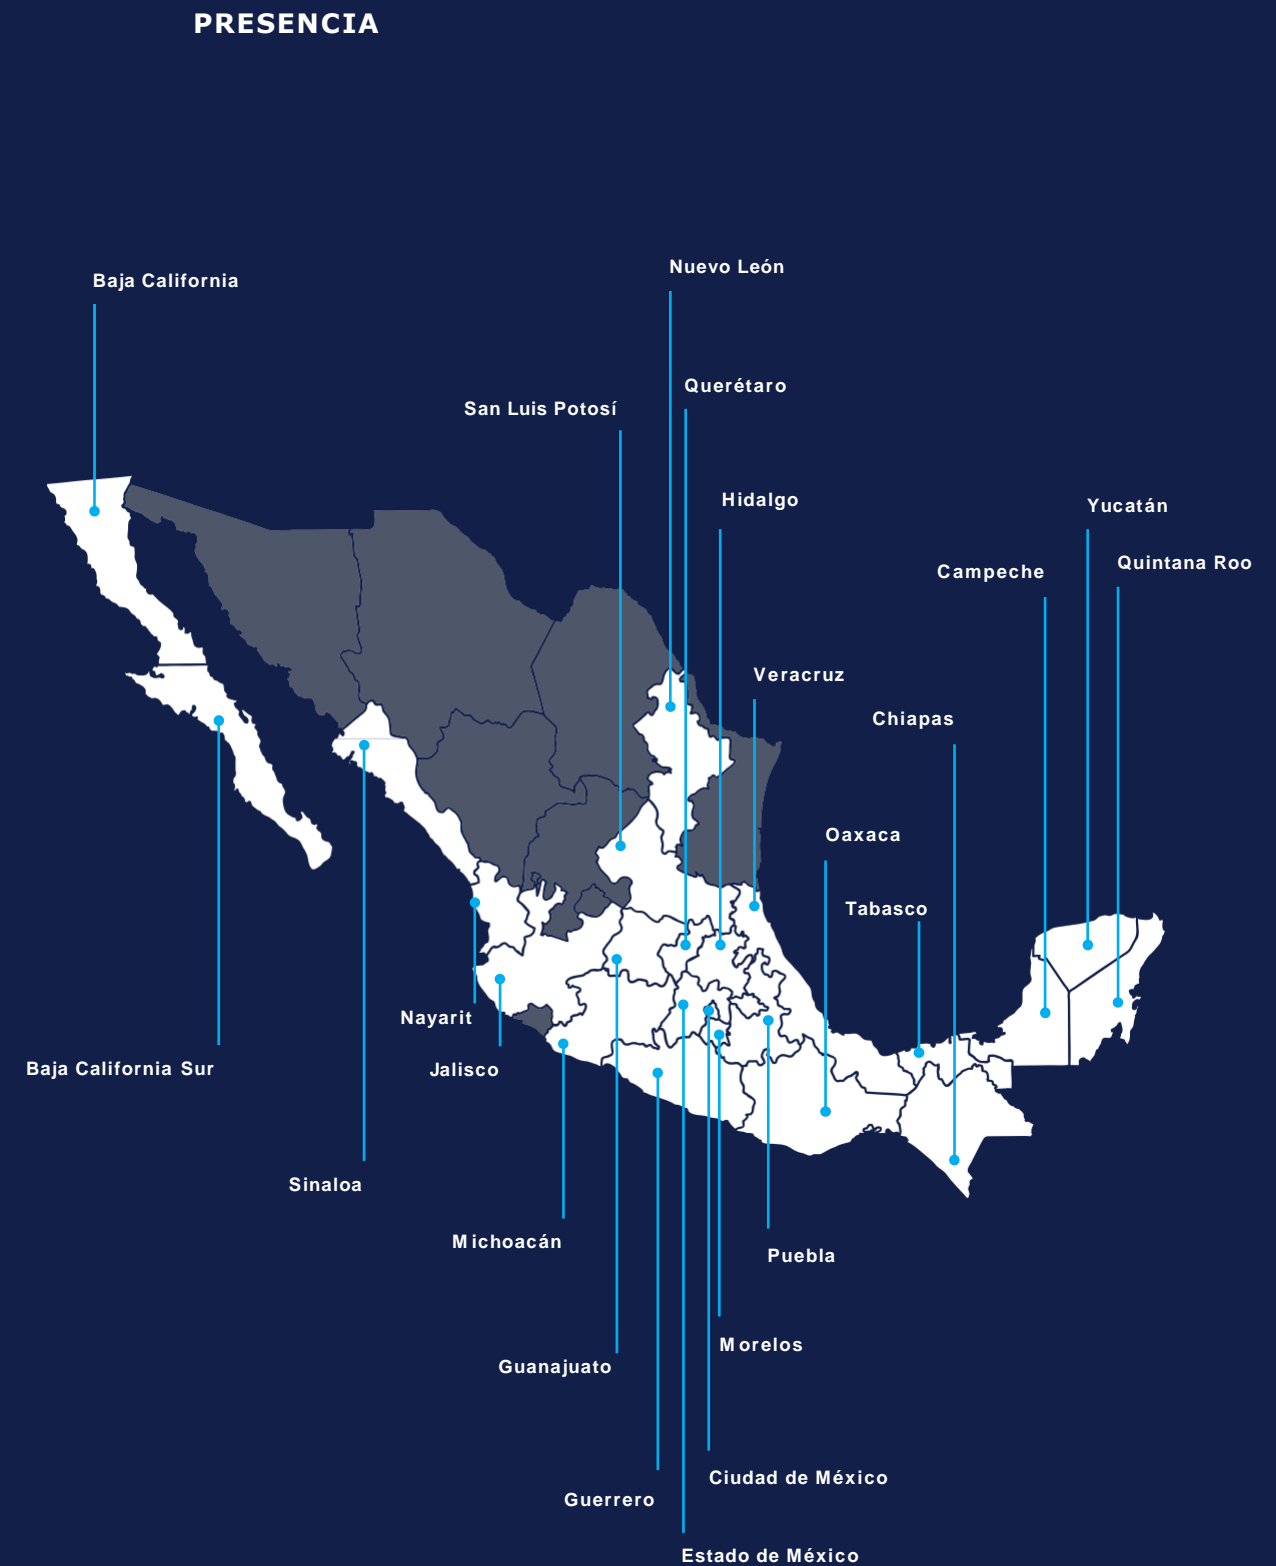 PRESENCIA
Nuevo León
Baja California
Querétaro
San Luis Potosí
Hidalgo
Yucatán
Quintana Roo
Campeche
Veracruz
Chiapas
Oaxaca
Tabasco
Nayarit
Jalisco
Baja California Sur
Sinaloa
Michoacán
Puebla
Morelos
Guanajuato
Ciudad de México
Guerrero
Estado de México